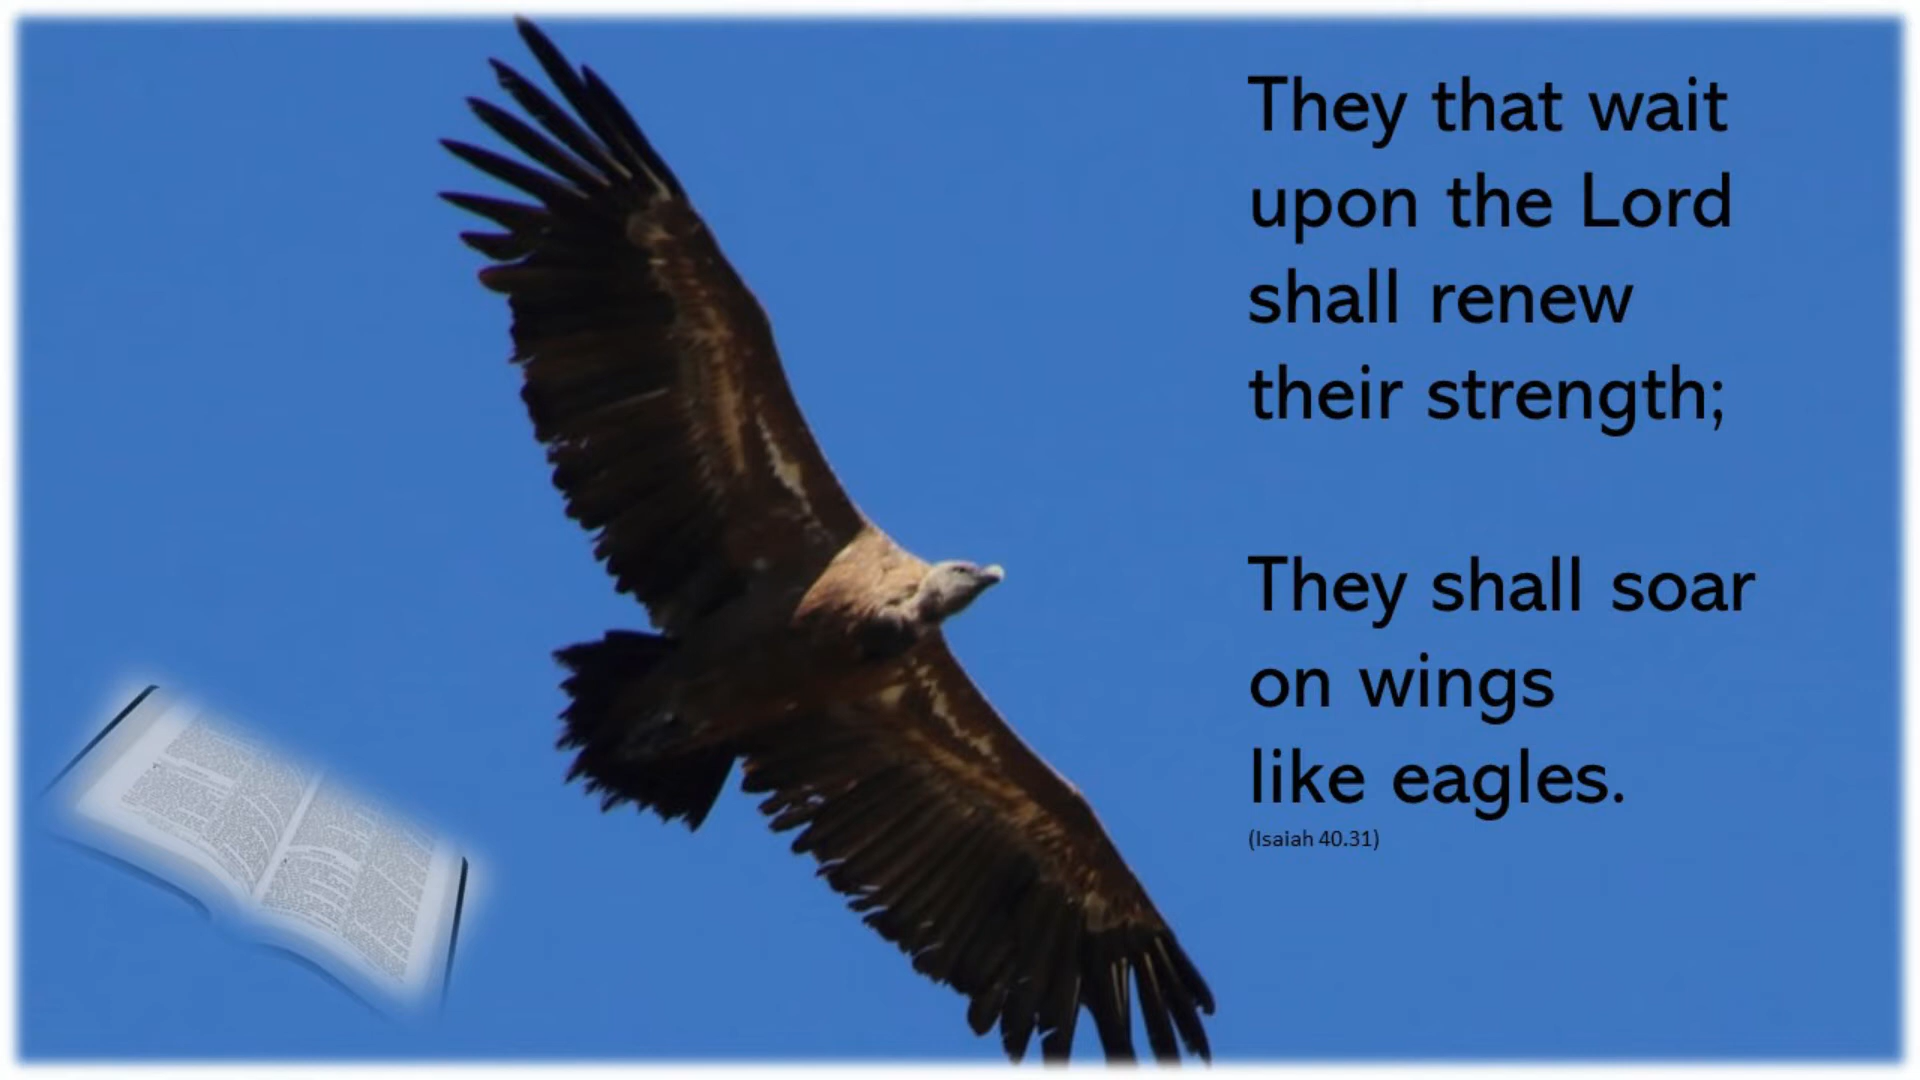 They that wait
upon the Lord
shall renew
their strength;
They shall soar
on wings
like eagles.
(Isaiah 40.31)